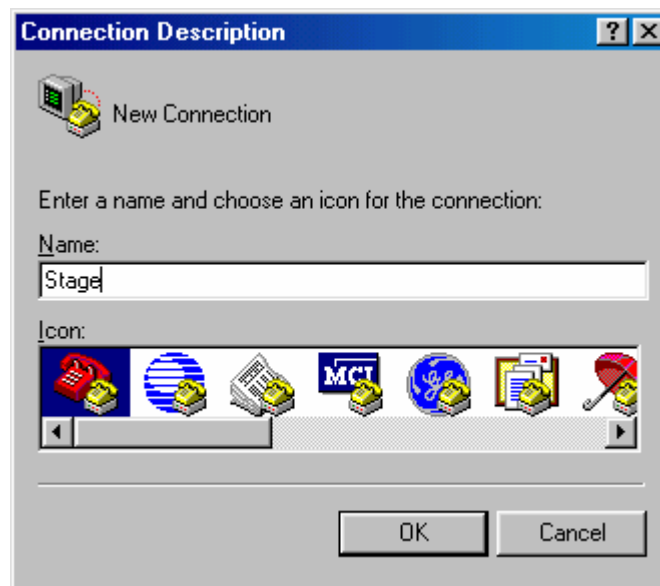 Connection Description
New Connection
Enter a name and choose an icon for the connection:
Name:
Stage
Icon:
MCI
OK Cancel